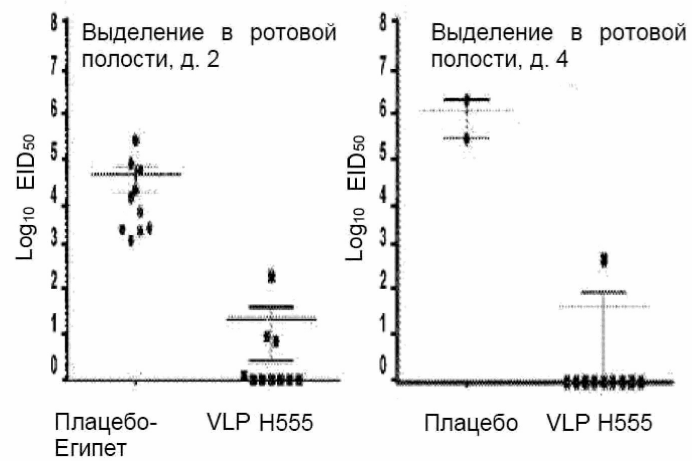 Выделение в ротовой
полости, д. 2
Log10 EID50
8
7
6
5
4
3
2
1
0
Плацебо-
Египет
VLP H555
Выделение в ротовой
полости, д. 4
Log10 EID50
8
7
6
5
4
3
2
1
0
Плацебо
VLP H555